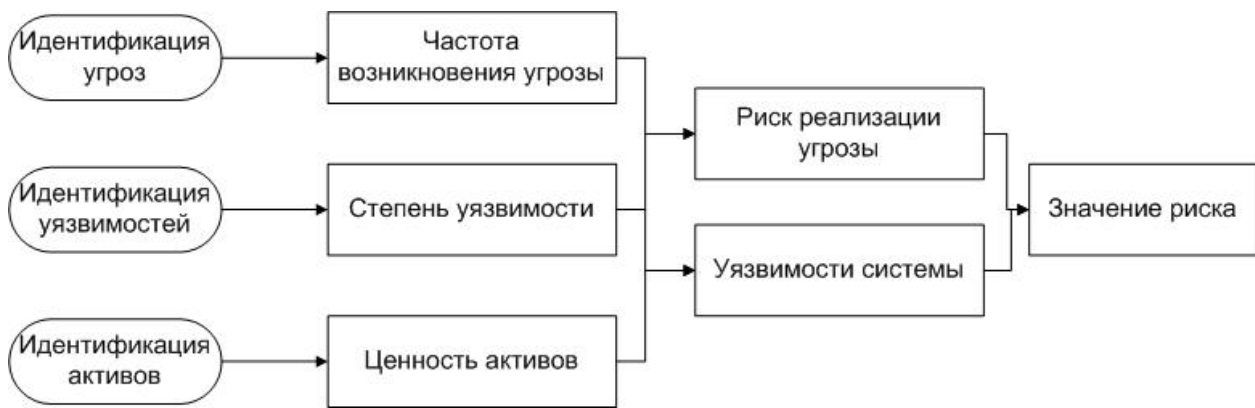 Идентификация
угроз
Частота
возникновения угрозы
Риск реализации
угрозы
Идентификация
уязвимостей
Степень уязвимости
Значение риска
Уязвимости системы
Идентификация
активов
Ценность активов